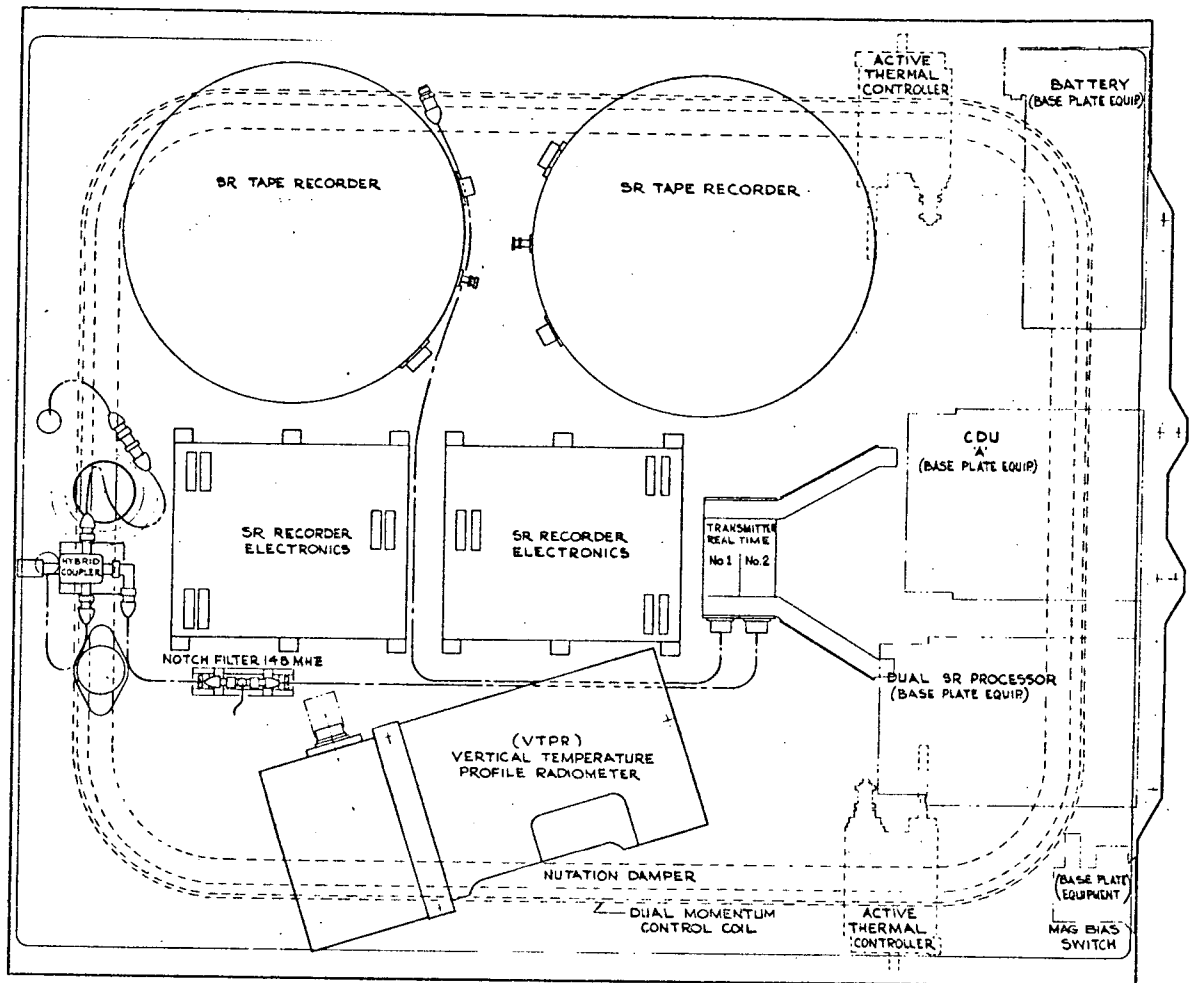 ACTIVE
THERMAL
CONTROLLER
BATTERY
(BASE PLATE EQUIP)
SR TAPE RECORDER
SR TAPE RECORDER
CDU
'A'
(BASE PLATE EQUIP)
SR RECORDER
ELECTRONICS
SR RECORDER
ELECTRONICS
TRANSMITTER
REAL TIME
No.1 No.2
HYBRID
COUPLER
NOTCH FILTER 148 MHZ
DUAL SR PROCESSOR
(BASE PLATE EQUIP)
(VTPR)
VERTICAL TEMPERATURE
PROFILE RADIOMETER
NUTATION DAMPER
DUAL MOMENTUM
CONTROL COIL
ACTIVE
THERMAL
CONTROLLER
(BASE PLATE
EQUIPMENT)
MAG BIAS
SWITCH